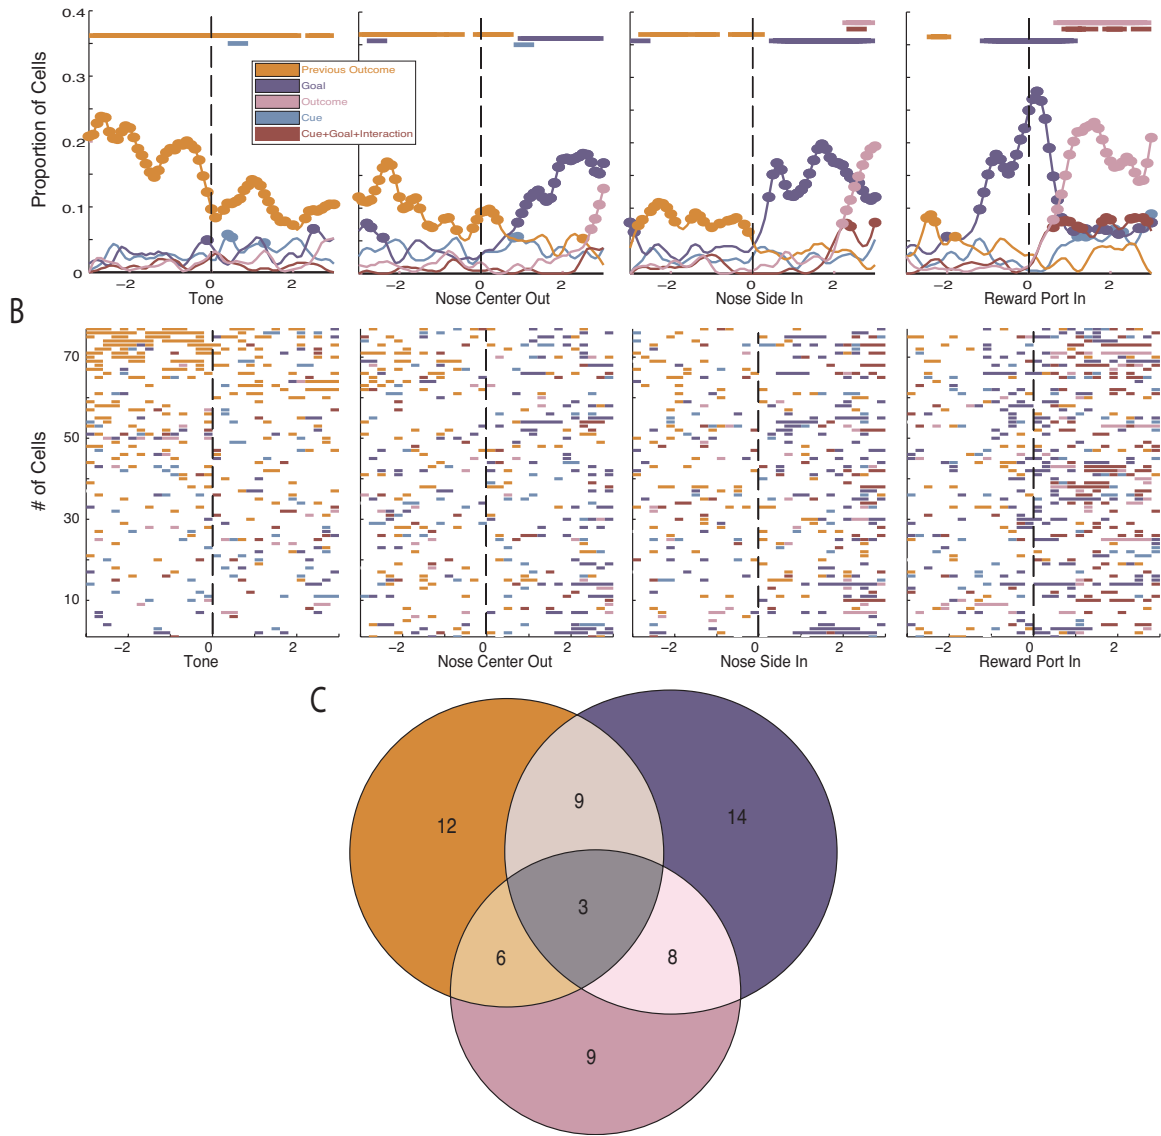 0.4
0.3
0.2
0.1
0
Proportion of Cells
Previous Outcome
Goal
Outcome
Cue
Cue+Goal+Interaction
−2 0 2
Tone
−2 0 2
Nose Center Out
−2 0 2
Nose Side In
−2 0 2
Reward Port In
B
70
50
30
10
# of Cells
−2 0 2
Tone
−2 0 2
Nose Center Out
−2 0 2
Nose Side In
−2 0 2
Reward Port In
C
9
12
14
3
6
8
9